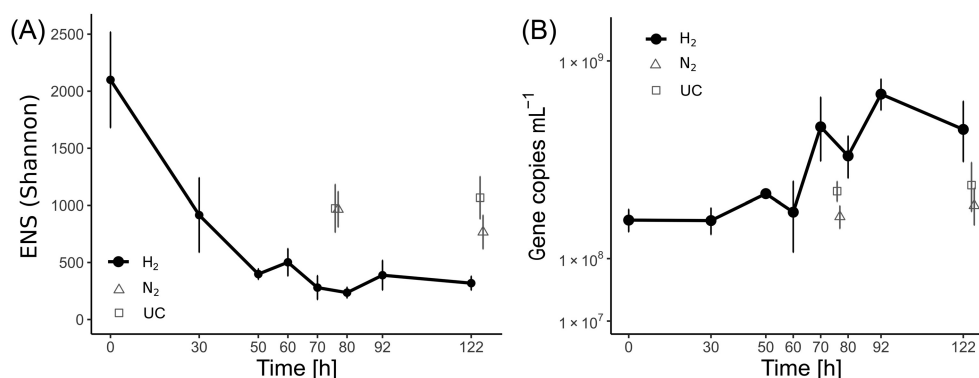 (A)
ENS (Shannon)
2500
2000
1500
1000
500
0
H₂
N₂
UC
0 30 50 60 70 80 92 122
Time [h]
(B)
Gene copies mL⁻¹
1 × 10⁹
1 × 10⁸
1 × 10⁷
H₂
N₂
UC
0 30 50 60 70 80 92 122
Time [h]